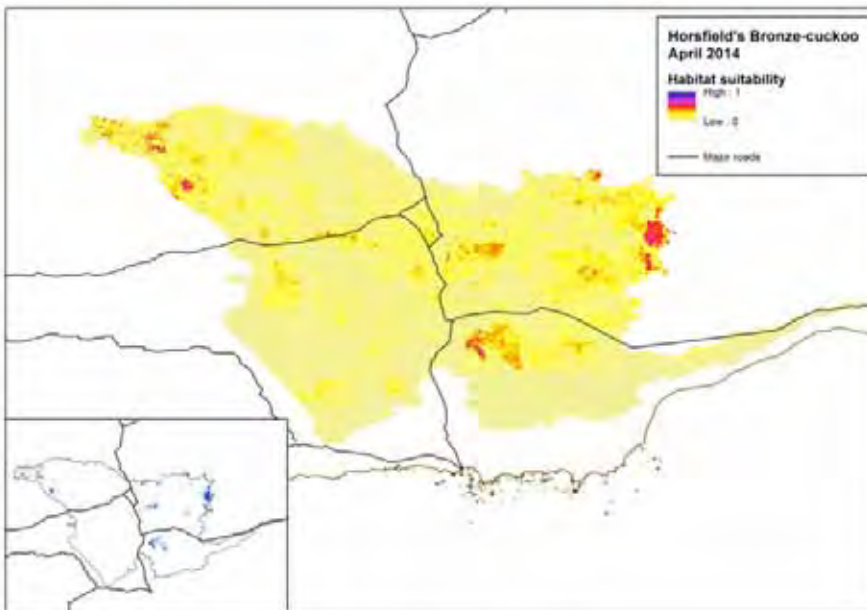 Horsfield's Bronze-cuckoo
April 2014
Habitat suitability
High : 1
Low : 0
Major roads